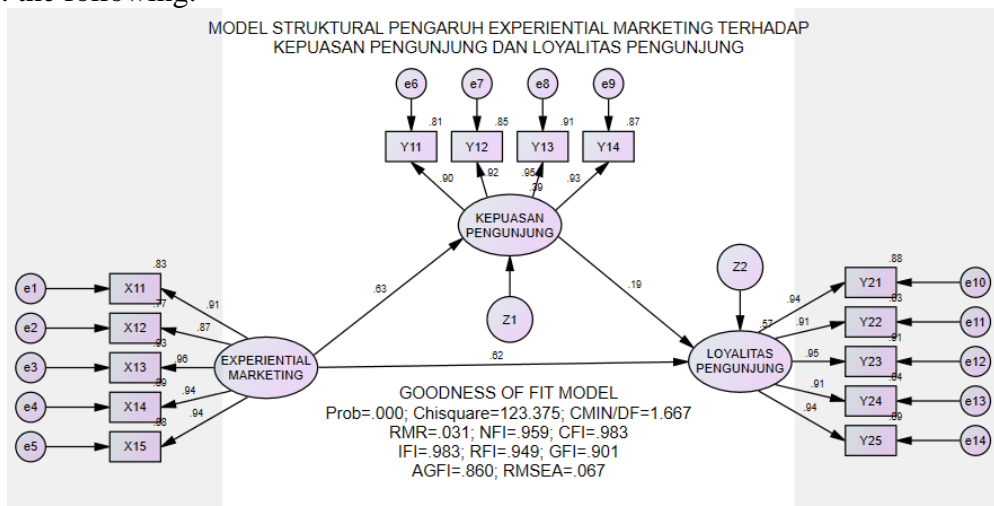 MODEL STRUKTURAL PENGARUH EXPERIENTIAL MARKETING TERHADAP
KEPUASAN PENGUNJUNG DAN LOYALITAS PENGUNJUNG
e6 e7 e8 e9
.81 .85 .91 .87
Y11 Y12 Y13 Y14
.90 .92 .95 .93
.39
KEPUASAN
PENGUNJUNG
Z1
Z2
.63
.19
.62
.83
e1 X11 .91
.77
e2 X12 .87
.93
e3 X13 .96
.89
e4 X14 .94
.88
e5 X15 .94
EXPERIENTIAL
MARKETING
.57
LOYALITAS
PENGUNJUNG
.88
.94 Y21 e10
.83
.91 Y22 e11
.91
.95 Y23 e12
.84
.91 Y24 e13
.89
.94 Y25 e14
GOODNESS OF FIT MODEL
Prob=.000; Chisquare=123.375; CMIN/DF=1.667
RMR=.031; NFI=.959; CFI=.983
IFI=.983; RFI=.949; GFI=.901
AGFI=.860; RMSEA=.067